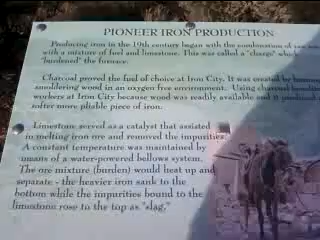 PIONEER IRON PRODUCTION
Producing iron in the 19th century began with the combination of
with a mixture of fuel and limestone. This was called a "charge" which
"burdened" the furnace.
Charcoal proved the fuel of choice at Iron City. It was created by
smoldering wood in an oxygen free environment. Using charcoal
workers at Iron City because wood was readily available and it produced
softer more pliable piece of iron.
Limestone served as a catalyst that assisted
in melting iron ore and removed the impurities.
A constant temperature was maintained by
means of a water-powered bellows system.
The ore mixture (burden) would heat up and
separate - the heavier iron sank to the
bottom while the impurities bound to the
limestone rose to the top as "slag."